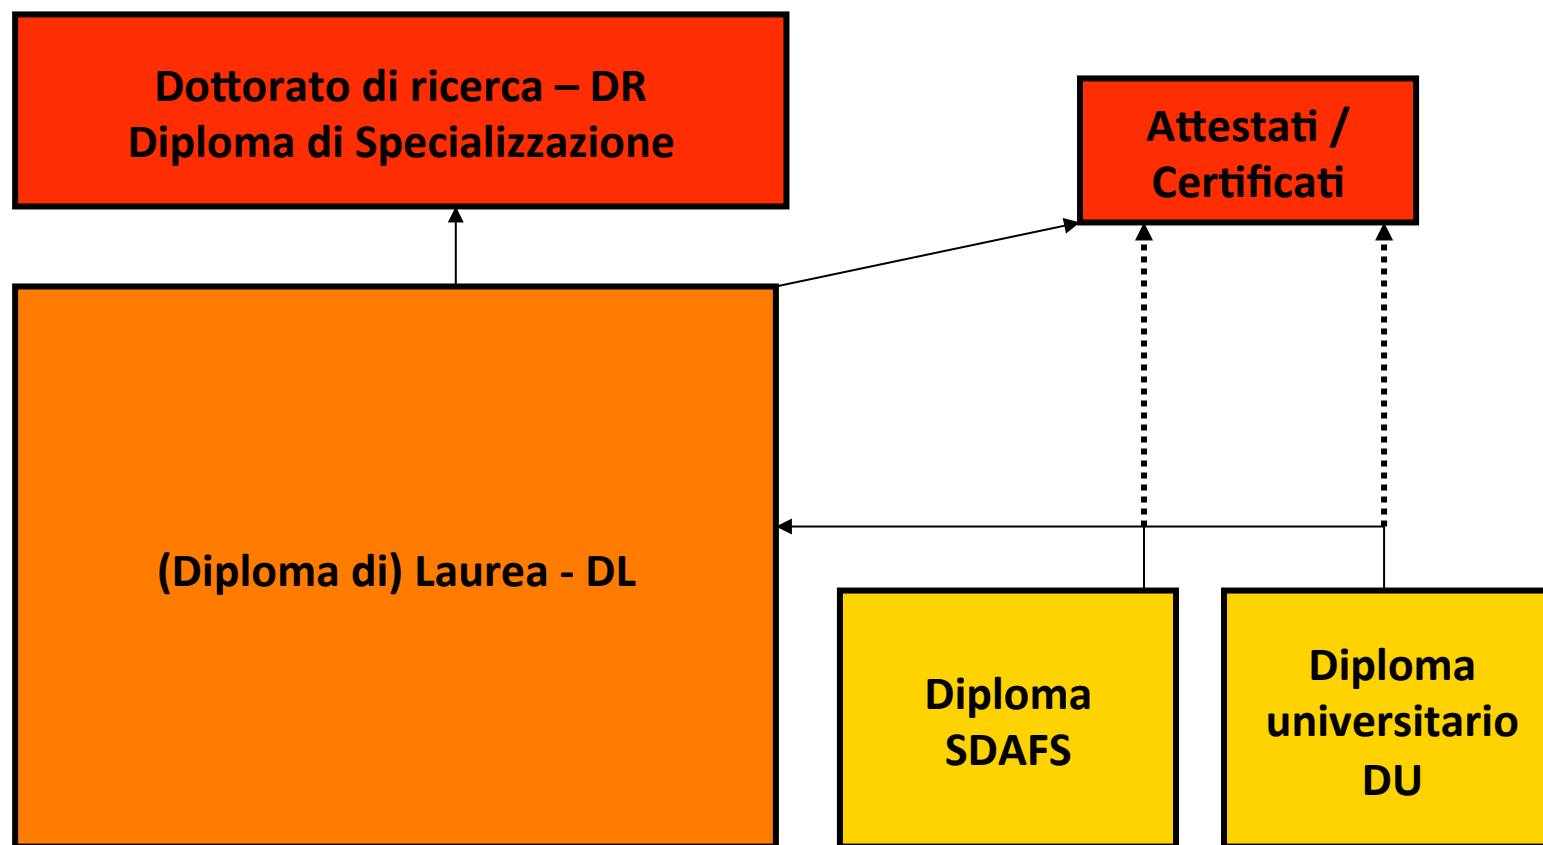 Dottorato di ricerca – DR
Diploma di Specializzazione
Attestati /
Certificati
(Diploma di) Laurea - DL
Diploma
SDAFS
Diploma
universitario
DU